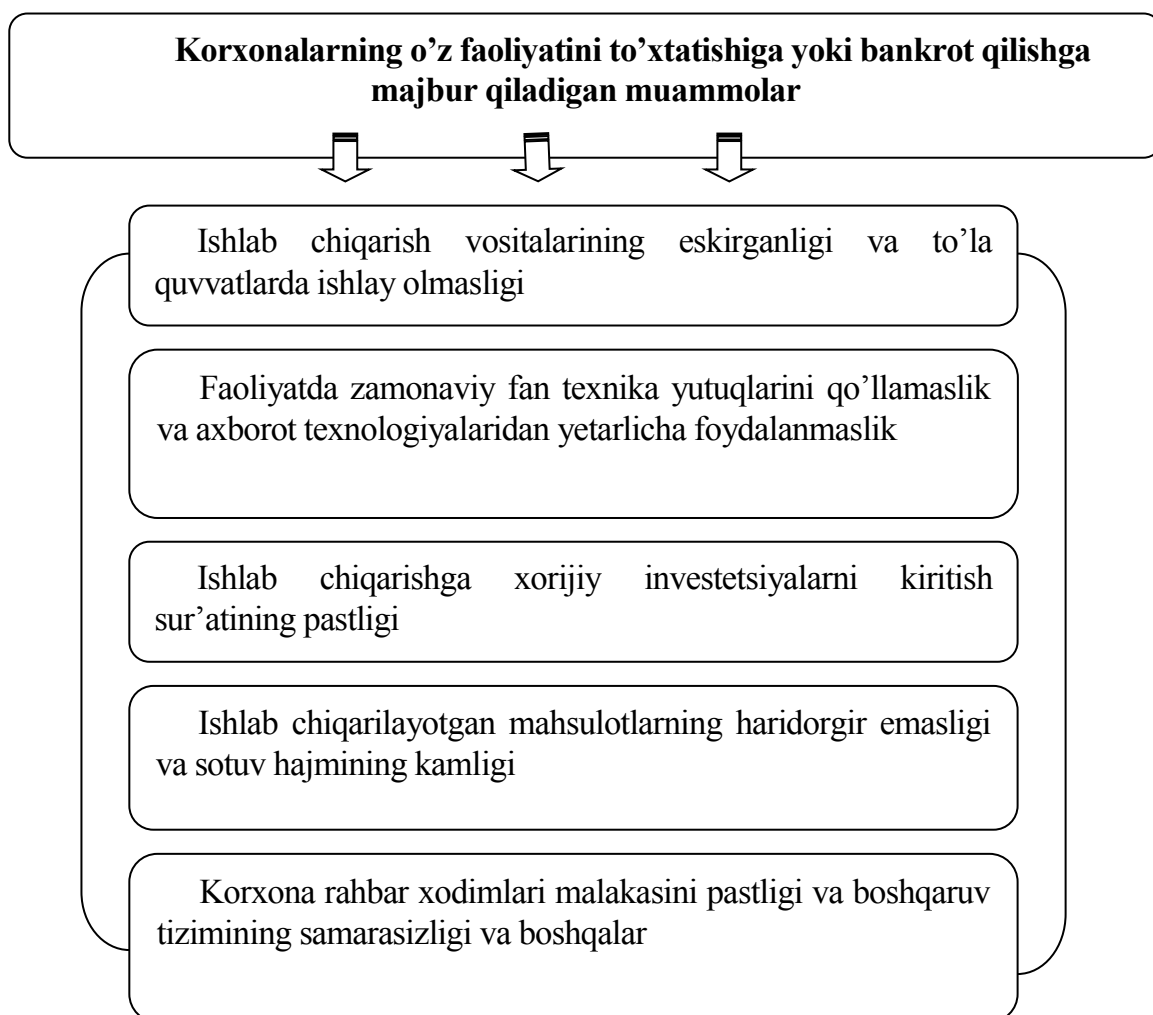 Korxonalarning o’z faoliyatini to’xtatishiga yoki bankrot qilishga
majbur qiladigan muammolar
Ishlab chiqarish vositalarining eskirganligi va to’la
quvvatlarda ishlay olmasligi
Faoliyatda zamonaviy fan texnika yutuqlarini qo’llamaslik
va axborot texnologiyalaridan yetarlicha foydalanmaslik
Ishlab chiqarishga xorijiy investetsiyalarni kiritish
sur’atining pastligi
Ishlab chiqarilayotgan mahsulotlarning haridorgir emasligi
va sotuv hajmining kamligi
Korxona rahbar xodimlari malakasini pastligi va boshqaruv
tizimining samarasizligi va boshqalar